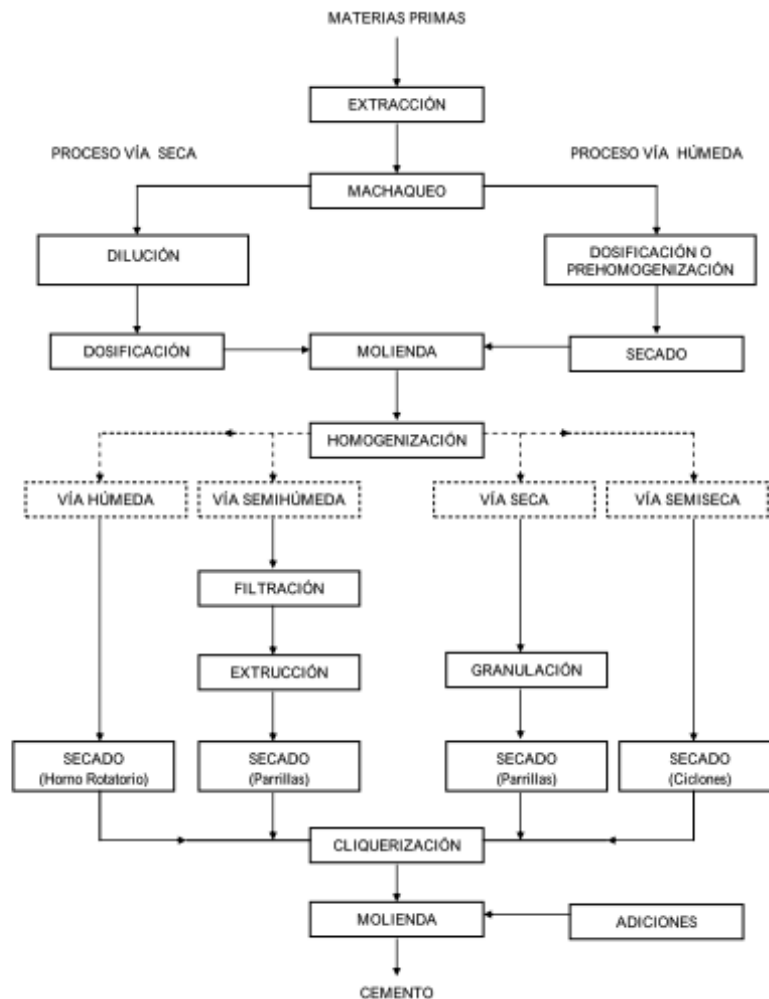 MATERIAS PRIMAS
EXTRACCIÓN
PROCESO VÍA SECA
PROCESO VÍA HÚMEDA
MACHAQUEO
DILUCIÓN
DOSIFICACIÓN O
PREHOMOGENIZACIÓN
DOSIFICACIÓN
MOLIENDA
SECADO
HOMOGENIZACIÓN
VÍA HÚMEDA
VÍA SEMIHÚMEDA
VÍA SECA
VÍA SEMISECA
FILTRACIÓN
EXTRUCCIÓN
GRANULACIÓN
SECADO
(Horno Rotatorio)
SECADO
(Parrillas)
SECADO
(Parrillas)
SECADO
(Ciclones)
CLIQUERIZACIÓN
MOLIENDA
ADICIONES
CEMENTO